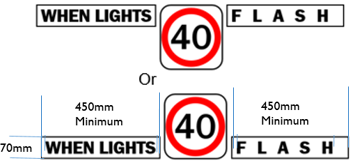 WHEN LIGHTS 40 FLASH
Or
450mm Minimum 450mm Minimum
70mm WHEN LIGHTS 40 FLASH